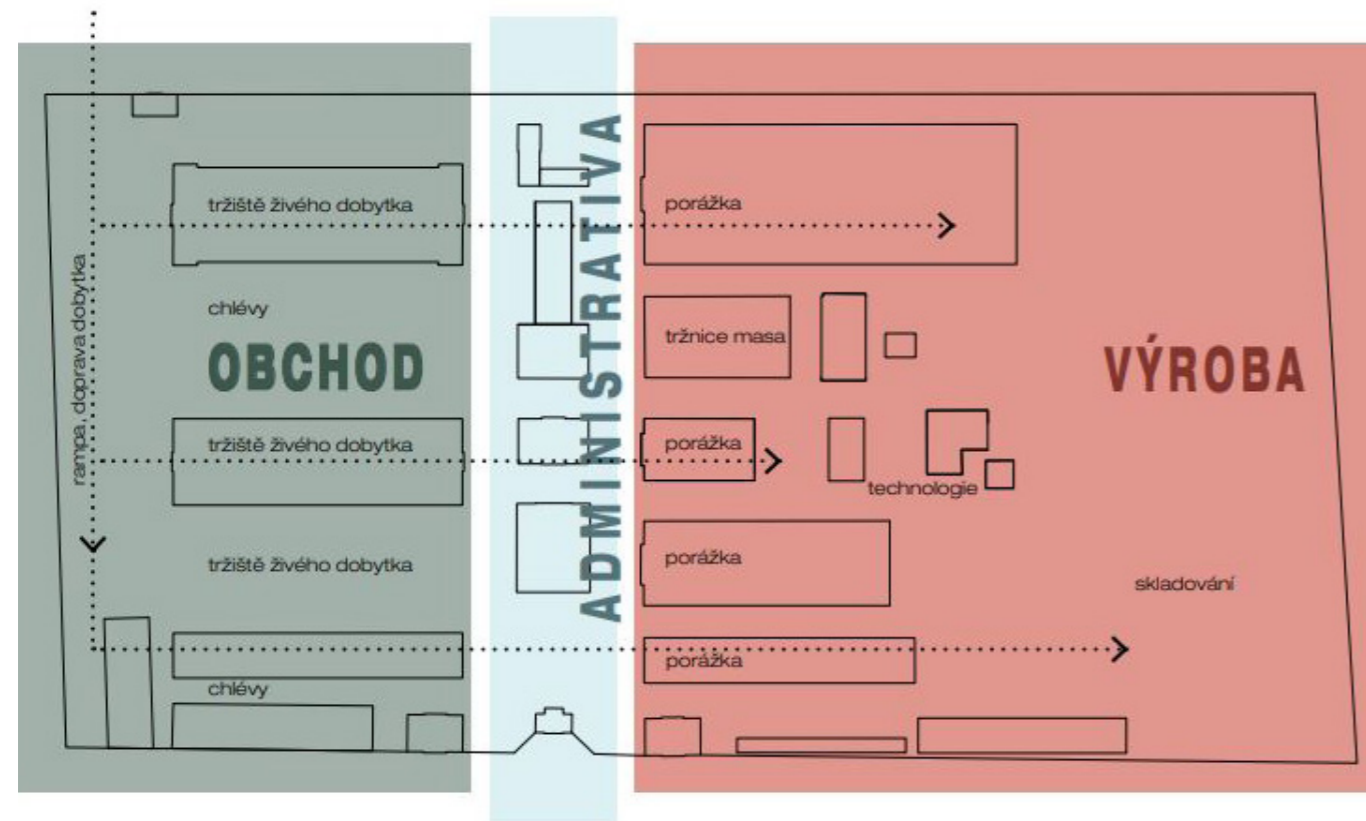 rampa, doprava dobytka
tržiště živého dobytka
chlévy
OBCHOD
tržiště živého dobytka
tržiště živého dobytka
chlévy
ADMINISTRATIVA
porážka
tržnice masa
VÝROBA
porážka
technologie
porážka
skladování
porážka